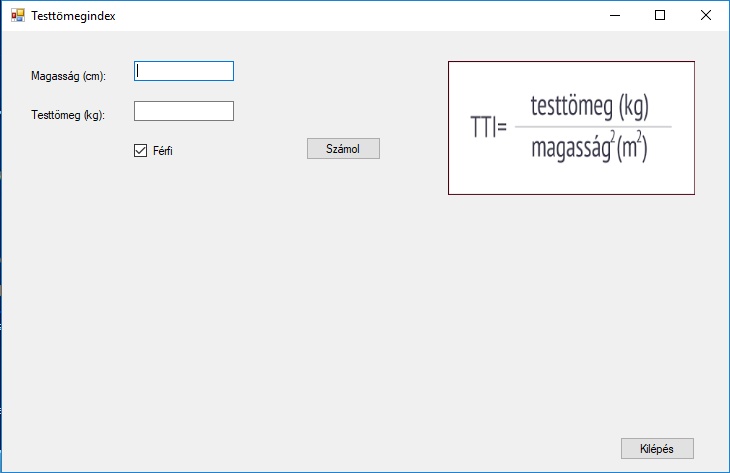 Testtömegindex
Magasság (cm):
Testtömeg (kg):
Férfi
Számol
TTI= testtömeg (kg)
magasság²(m²)
Kilépés